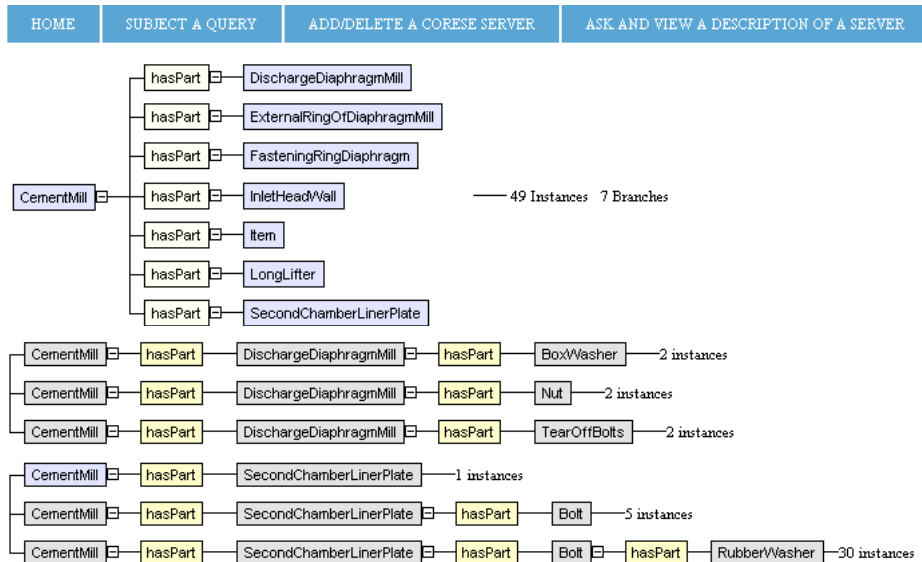 HOME SUBJECT A QUERY ADD/DELETE A CORESE SERVER ASK AND VIEW A DESCRIPTION OF A SERVER
hasPart DischargeDiaphragmMill
hasPart ExternalRingOfDiaphragmMill
hasPart FasteningRingDiaphragm
CementMill hasPart InletHeadWall 49 Instances 7 Branches
hasPart Item
hasPart LongLifter
hasPart SecondChamberLinerPlate
CementMill hasPart DischargeDiaphragmMill hasPart BoxWasher 2 instances
CementMill hasPart DischargeDiaphragmMill hasPart Nut 2 instances
CementMill hasPart DischargeDiaphragmMill hasPart TearOffBolts 2 instances
CementMill hasPart SecondChamberLinerPlate 1 instances
CementMill hasPart SecondChamberLinerPlate hasPart Bolt 5 instances
CementMill hasPart SecondChamberLinerPlate hasPart Bolt hasPart RubberWasher 30 instances